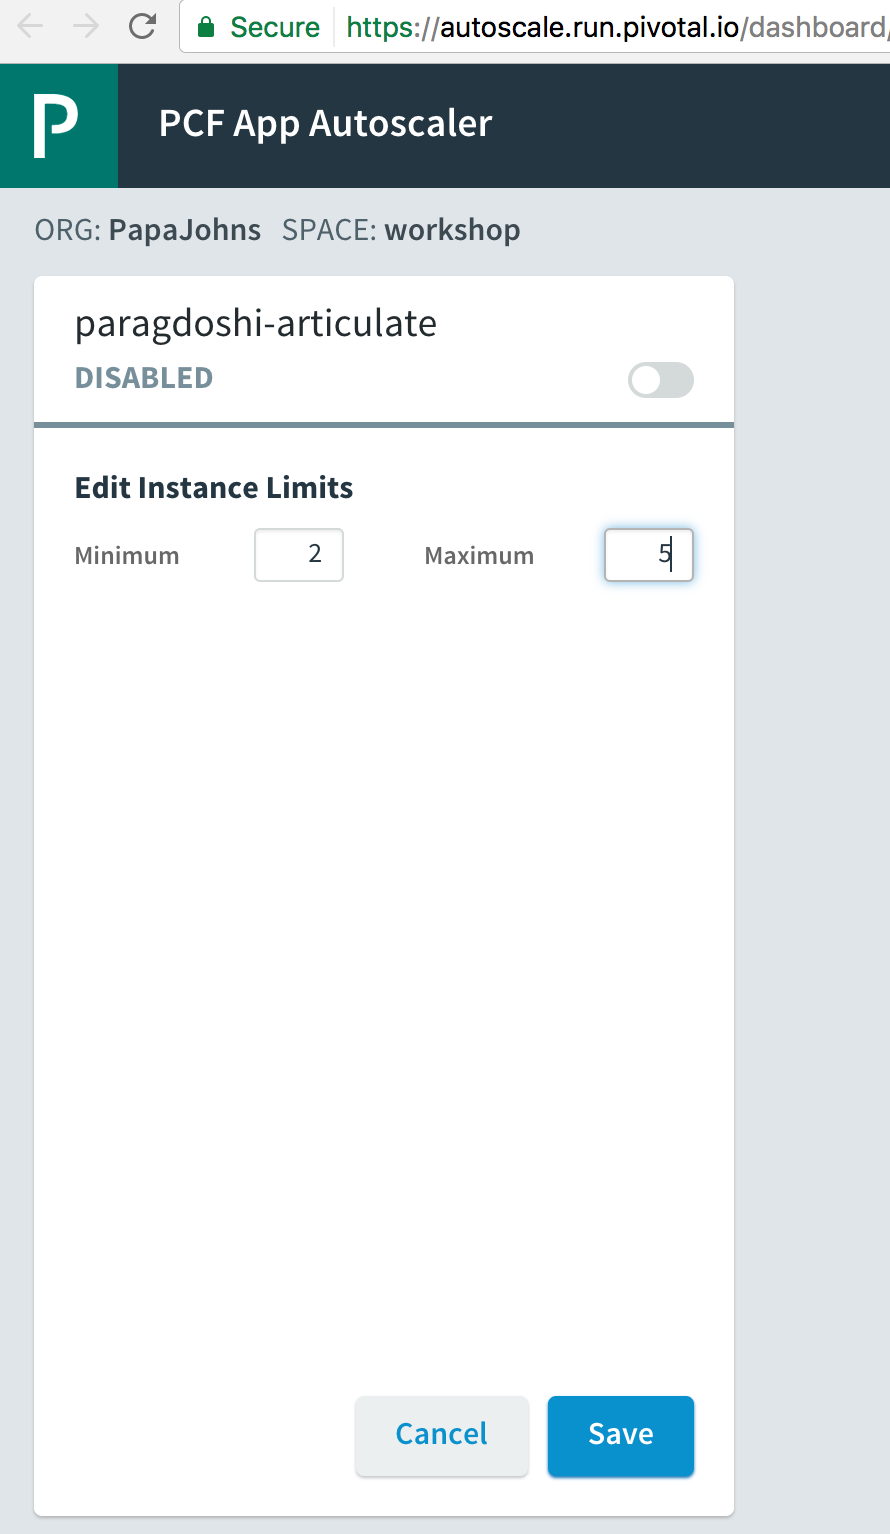 Secure https://autoscale.run.pivotal.io/dashboard/
P PCF App Autoscaler
ORG: PapaJohns SPACE: workshop
paragdoshi-articulate
DISABLED
Edit Instance Limits
Minimum 2 Maximum 5
Cancel Save